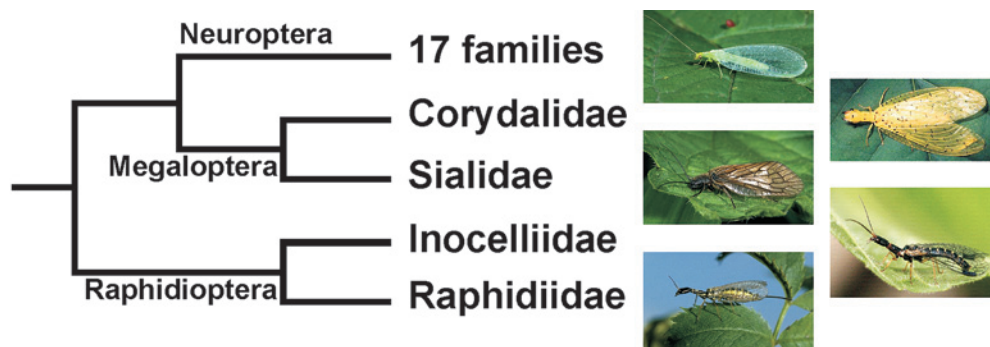 Neuroptera
17 families
Corydalidae
Megaloptera
Sialidae
Inocelliidae
Raphidioptera
Raphidiidae